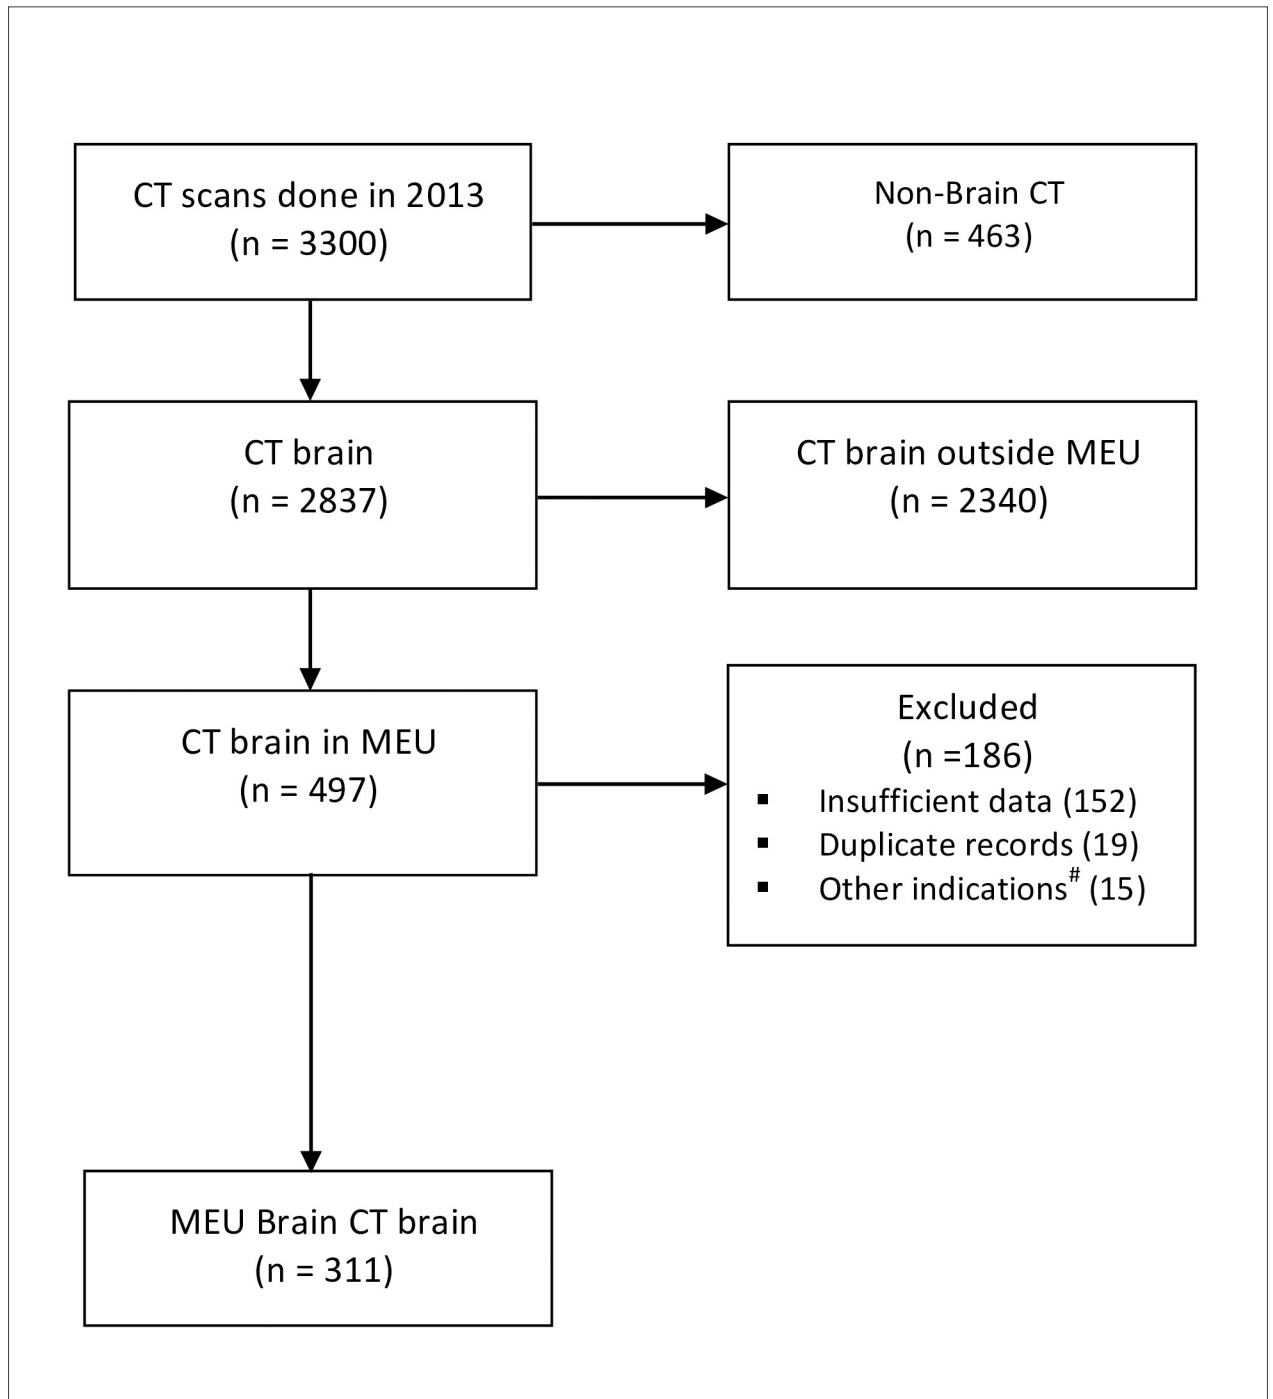 CT scans done in 2013
(n = 3300)
Non-Brain CT
(n = 463)
CT brain
(n = 2837)
CT brain outside MEU
(n = 2340)
CT brain in MEU
(n = 497)
Excluded
(n =186)
▪ Insufficient data (152)
▪ Duplicate records (19)
▪ Other indications# (15)
MEU Brain CT brain
(n = 311)